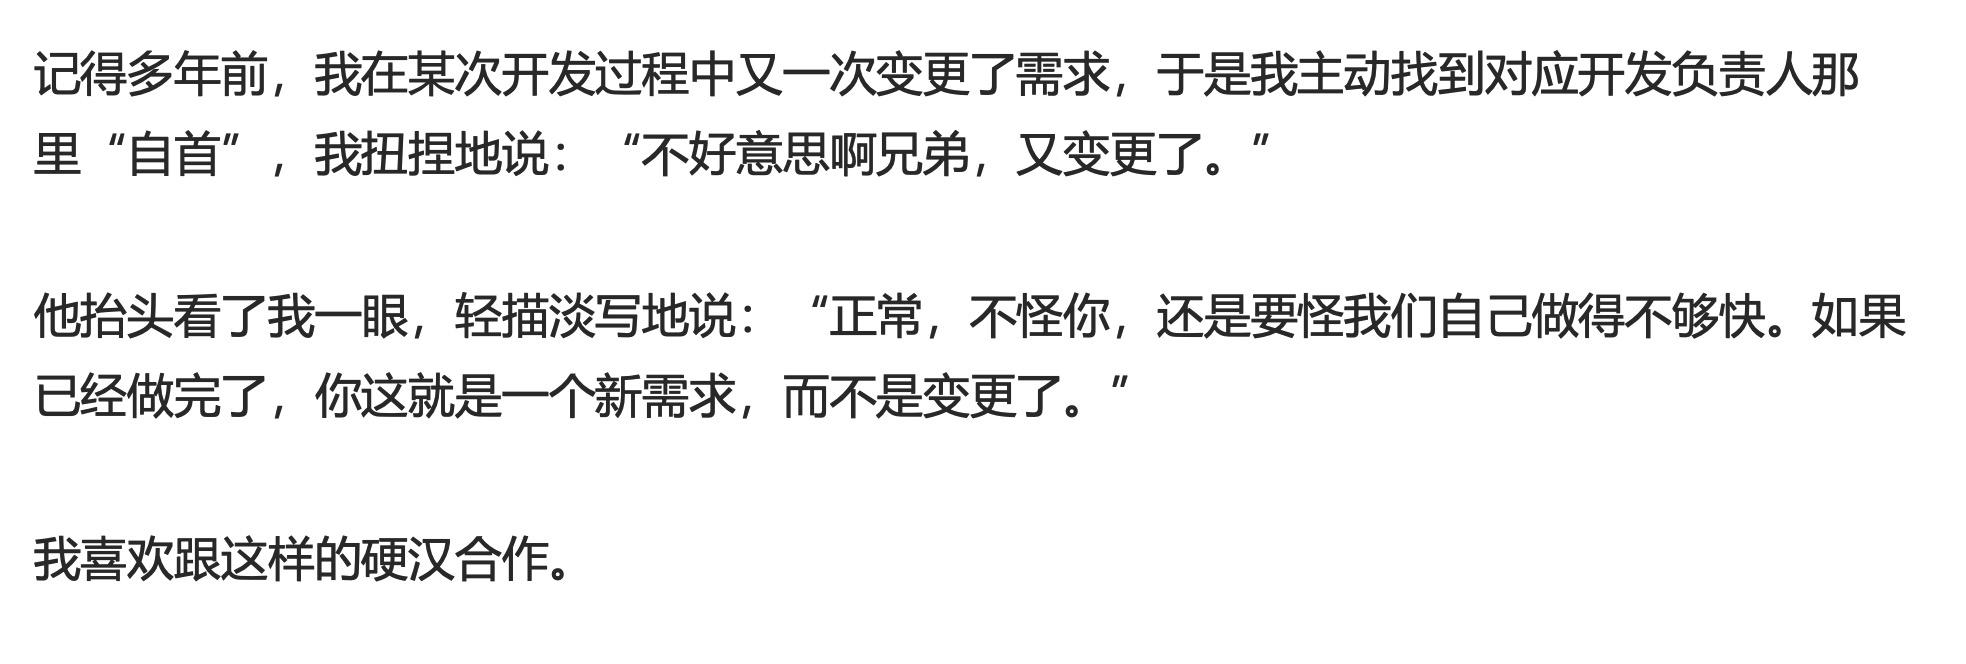 记得多年前，我在某次开发过程中又一次变更了需求，于是我主动找到对应开发负责人那
里“自首”，我扭捏地说：“不好意思啊兄弟，又变更了。”
他抬头看了我一眼，轻描淡写地说：“正常，不怪你，还是要怪我们自己做得不够快。如果
已经做完了，你这就是一个新需求，而不是变更了。”
我喜欢跟这样的硬汉合作。